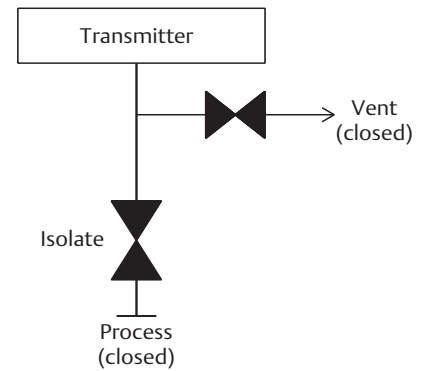 Transmitter
Vent
(closed)
Isolate
Process
(closed)